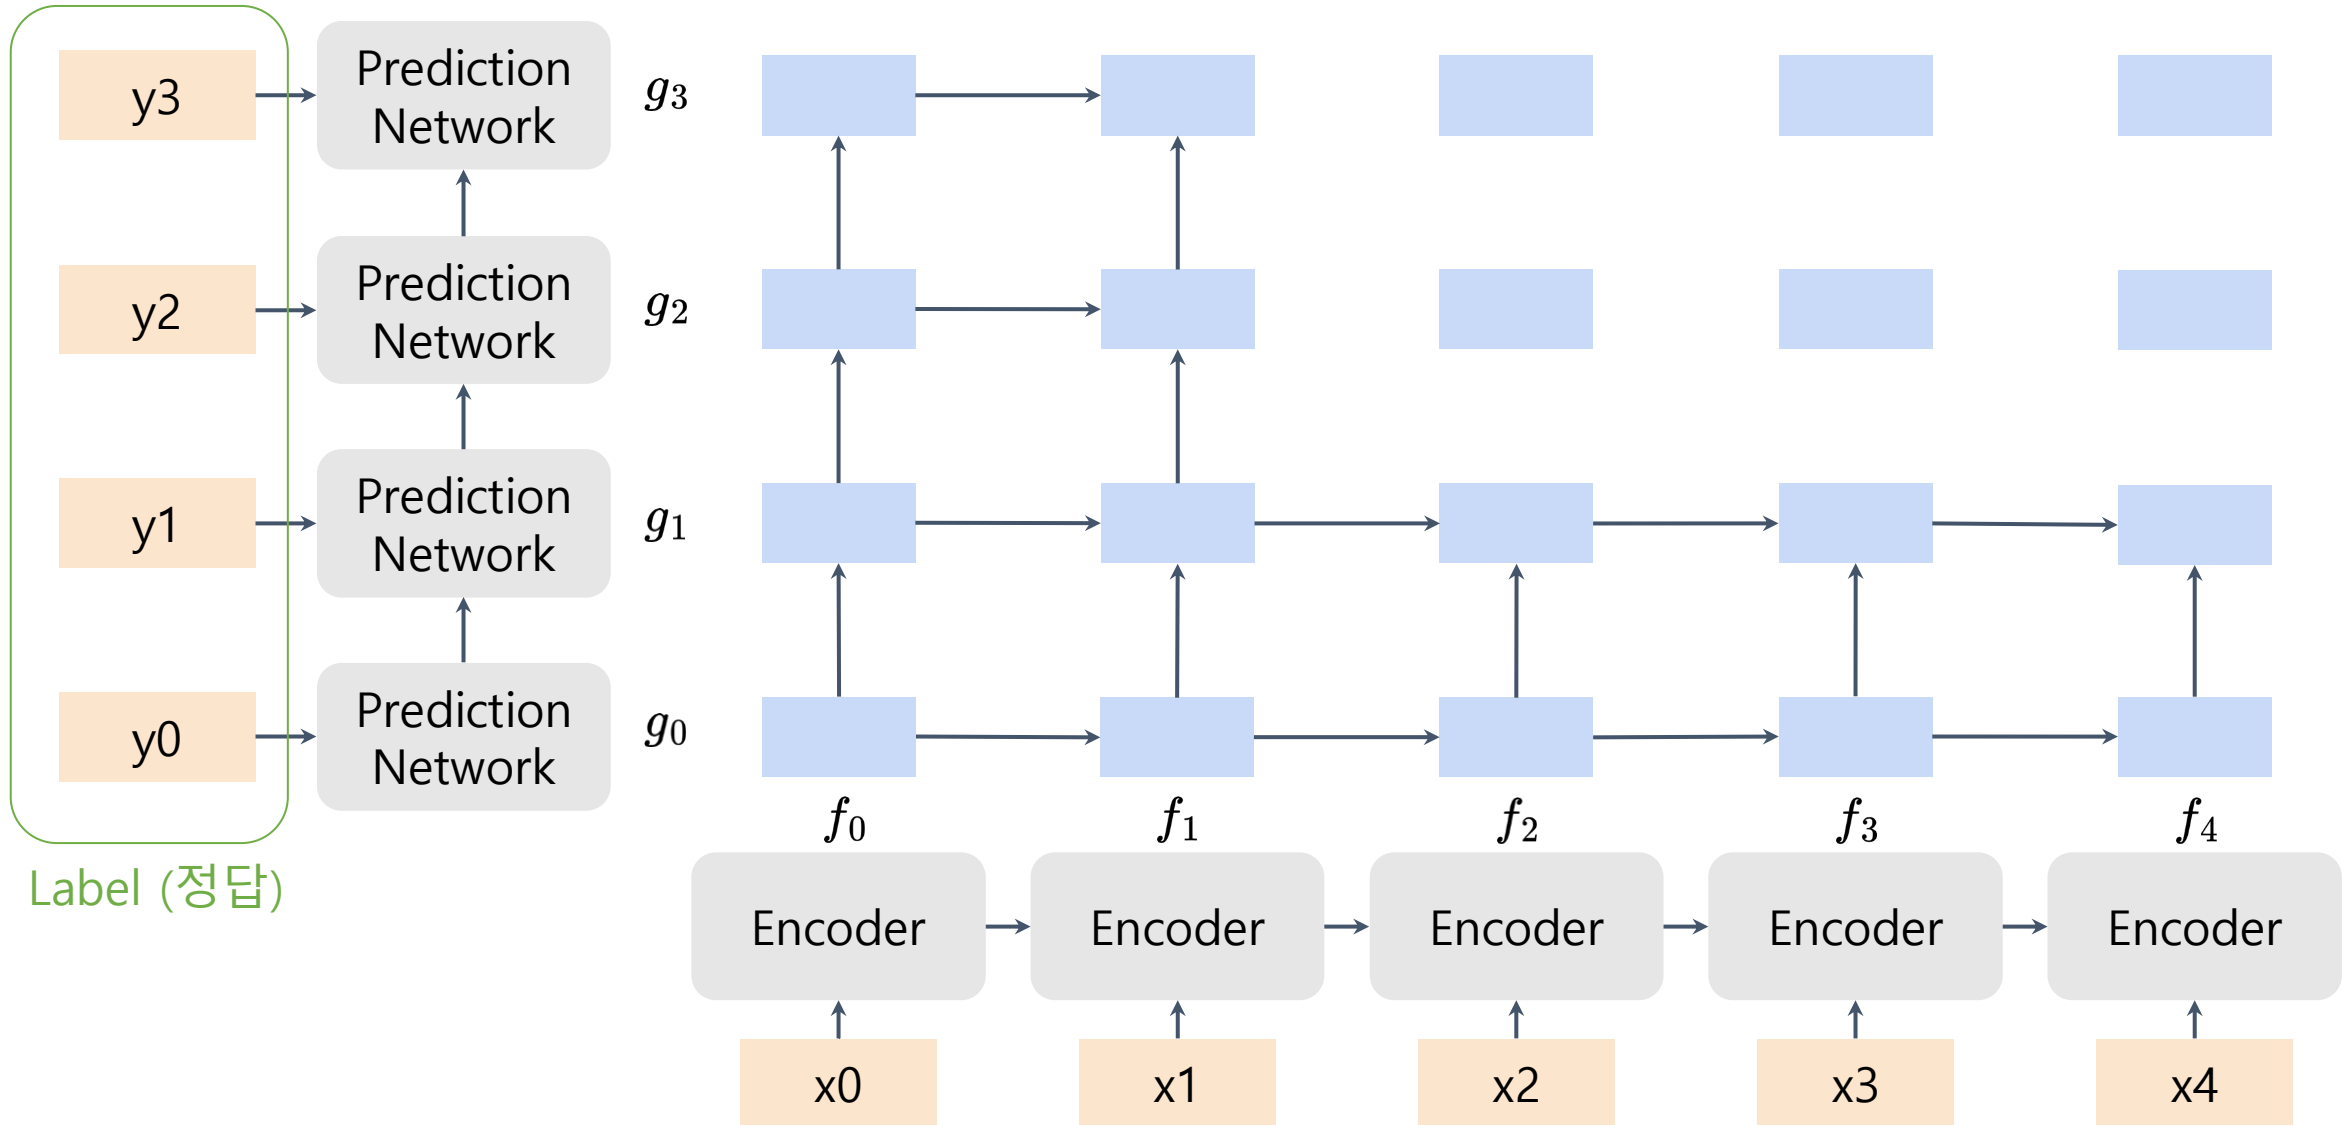 y3
Prediction
Network
g3
y2
Prediction
Network
g2
y1
Prediction
Network
g1
y0
Prediction
Network
g0
Label (정답)
f0
f1
f2
f3
f4
Encoder
Encoder
Encoder
Encoder
Encoder
x0
x1
x2
x3
x4